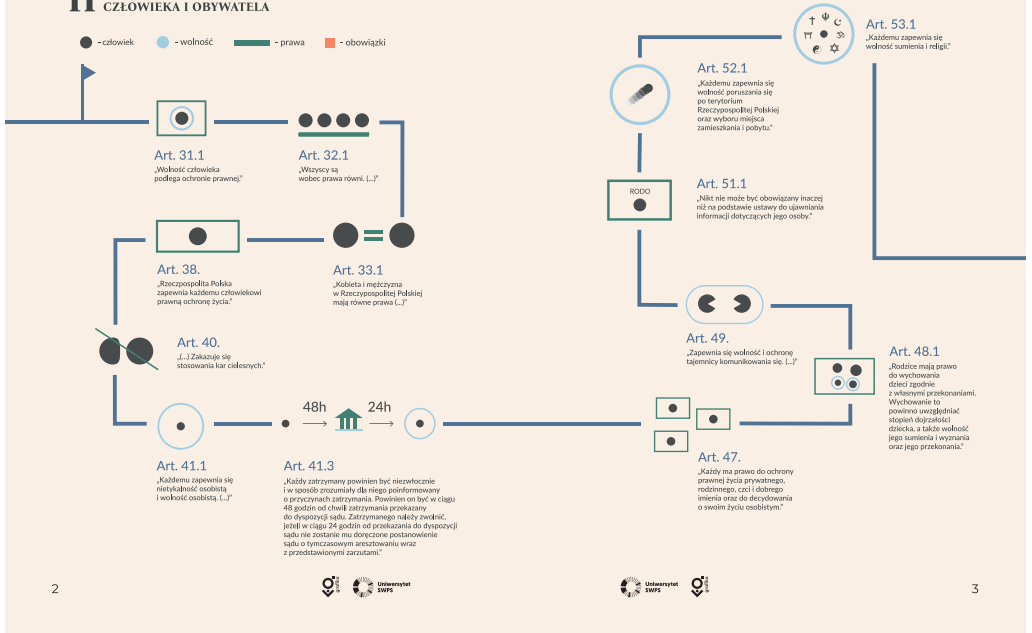 II CZŁOWIEKA I OBYWATELA
- człowiek
- wolność
- prawa
- obowiązki
Art. 31.1
„Wolność człowieka
podlega ochronie prawnej.”
Art. 32.1
„Wszyscy są
wobec prawa równi. (...)”
Art. 33.1
„Kobieta i mężczyzna
w Rzeczypospolitej Polskiej
mają równe prawa (...)”
Art. 38.
„Rzeczpospolita Polska
zapewnia każdemu człowiekowi
prawną ochronę życia.”
Art. 40.
„(...) Zakazuje się
stosowania kar cielesnych.”
Art. 41.1
„Każdemu zapewnia się
nietykalność osobistą
i wolność osobistą. (...)”
48h
24h
Art. 41.3
„Każdy zatrzymany powinien być niezwłocznie
i w sposób zrozumiały dla niego poinformowany
o przyczynach zatrzymania. Powinien on być w ciągu
48 godzin od chwili zatrzymania przekazany
do dyspozycji sądu. Zatrzymanego należy zwolnić,
jeżeli w ciągu 24 godzin od przekazania do dyspozycji
sądu nie zostanie mu doręczone postanowienie
sądu o tymczasowym aresztowaniu wraz
z przedstawionymi zarzutami.”
Art. 47.
„Każdy ma prawo do ochrony
prawnej życia prywatnego,
rodzinnego, czci i dobrego
imienia oraz do decydowania
o swoim życiu osobistym.”
Art. 48.1
„Rodzice mają prawo
do wychowania
dzieci zgodnie
z własnymi przekonaniami.
Wychowanie to
powinno uwzględniać
stopień dojrzałości
dziecka, a także wolność
jego sumienia i wyznania
oraz jego przekonania.”
Art. 49.
„Zapewnia się wolność i ochronę
tajemnicy komunikowania się. (...)”
RODO
Art. 51.1
„Nikt nie może być obowiązany inaczej
niż na podstawie ustawy do ujawniania
informacji dotyczących jego osoby.”
Art. 52.1
„Każdemu zapewnia się
wolność poruszania się
po terytorium
Rzeczypospolitej Polskiej
oraz wyboru miejsca
zamieszkania i pobytu.”
Art. 53.1
„Każdemu zapewnia się
wolność sumienia i religii.”
2
grafika
Uniwersytet
SWPS
Uniwersytet
SWPS
grafika
3